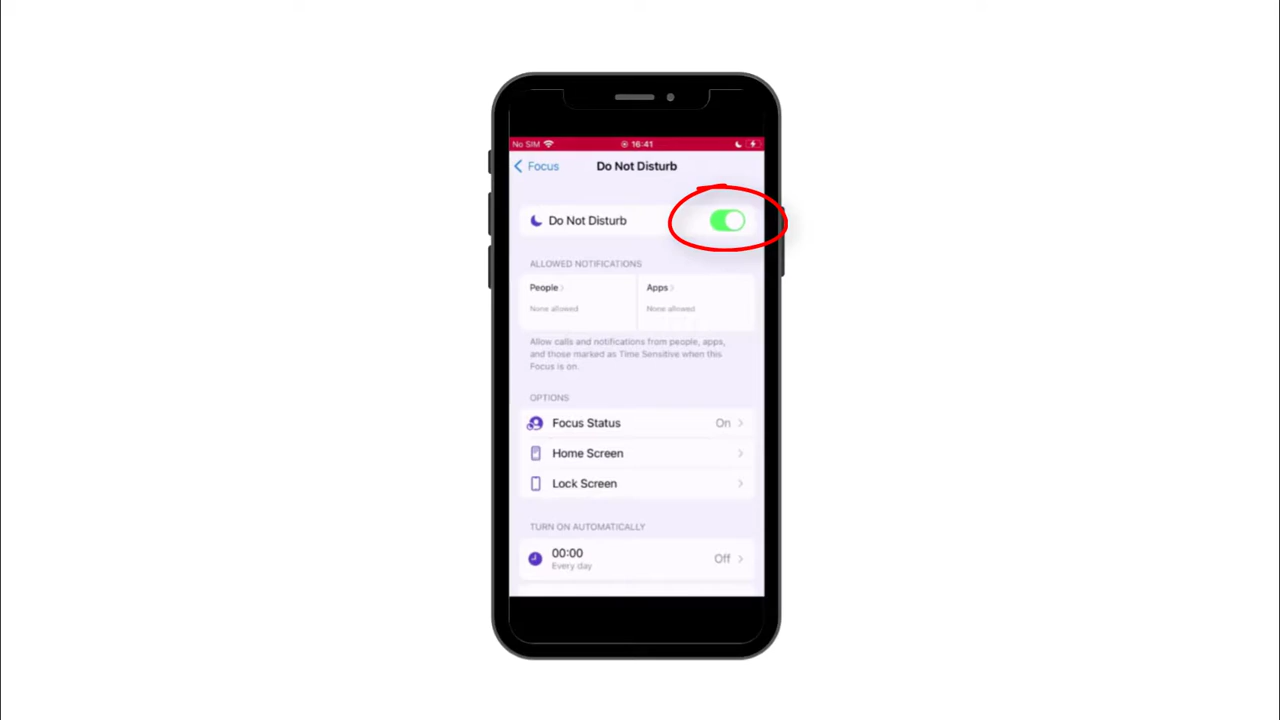 No SIM 16:41
Focus Do Not Disturb
Do Not Disturb
ALLOWED NOTIFICATIONS
People Apps
None allowed None allowed
Allow calls and notifications from people, apps,
and those marked as Time Sensitive when this
Focus is on.
OPTIONS
Focus Status On
Home Screen
Lock Screen
TURN ON AUTOMATICALLY
00:00 Off
Every day